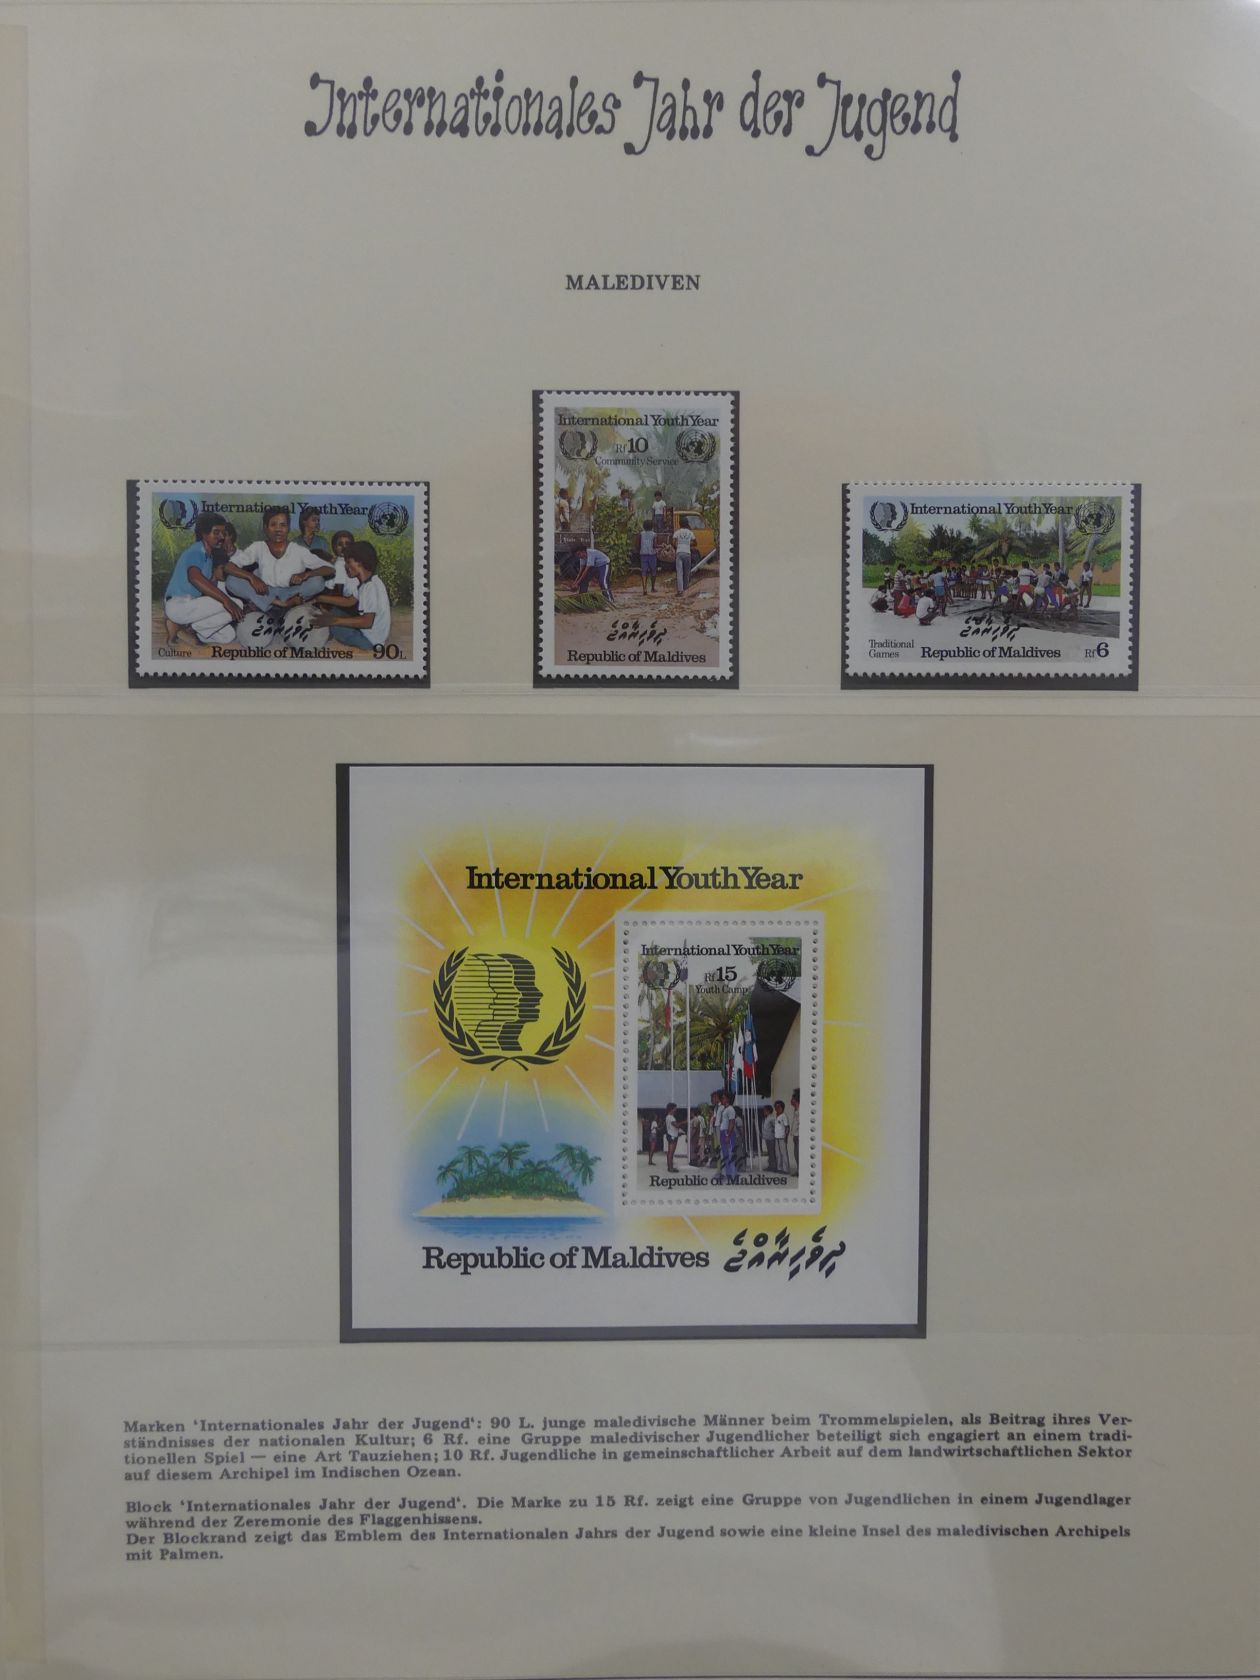 Internationales Jahr der Jugend
MALEDIVEN
International Youth Year
Culture
Republic of Maldives 90L
International Youth Year
Rf10
Community Service
Republic of Maldives
International Youth Year
Traditional
Games
Republic of Maldives Rf6
International Youth Year
International Youth Year
Rf15
Youth Camp
Republic of Maldives
Republic of Maldives ދިވެހިރާއްޖެ
Marken ‘Internationales Jahr der Jugend‘: 90 L. junge maledivische Männer beim Trommelspielen, als Beitrag ihres Ver-
ständnisses der nationalen Kultur; 6 Rf. eine Gruppe maledivischer Jugendlicher beteiligt sich engagiert an einem tradi-
tionellen Spiel — eine Art Tauziehen; 10 Rf. Jugendliche in gemeinschaftlicher Arbeit auf dem landwirtschaftlichen Sektor
auf diesem Archipel im Indischen Ozean.
Block ‘Internationales Jahr der Jugend‘. Die Marke zu 15 Rf. zeigt eine Gruppe von Jugendlichen in einem Jugendlager
während der Zeremonie des Flaggenhissens.
Der Blockrand zeigt das Emblem des Internationalen Jahrs der Jugend sowie eine kleine Insel des maledivischen Archipels
mit Palmen.